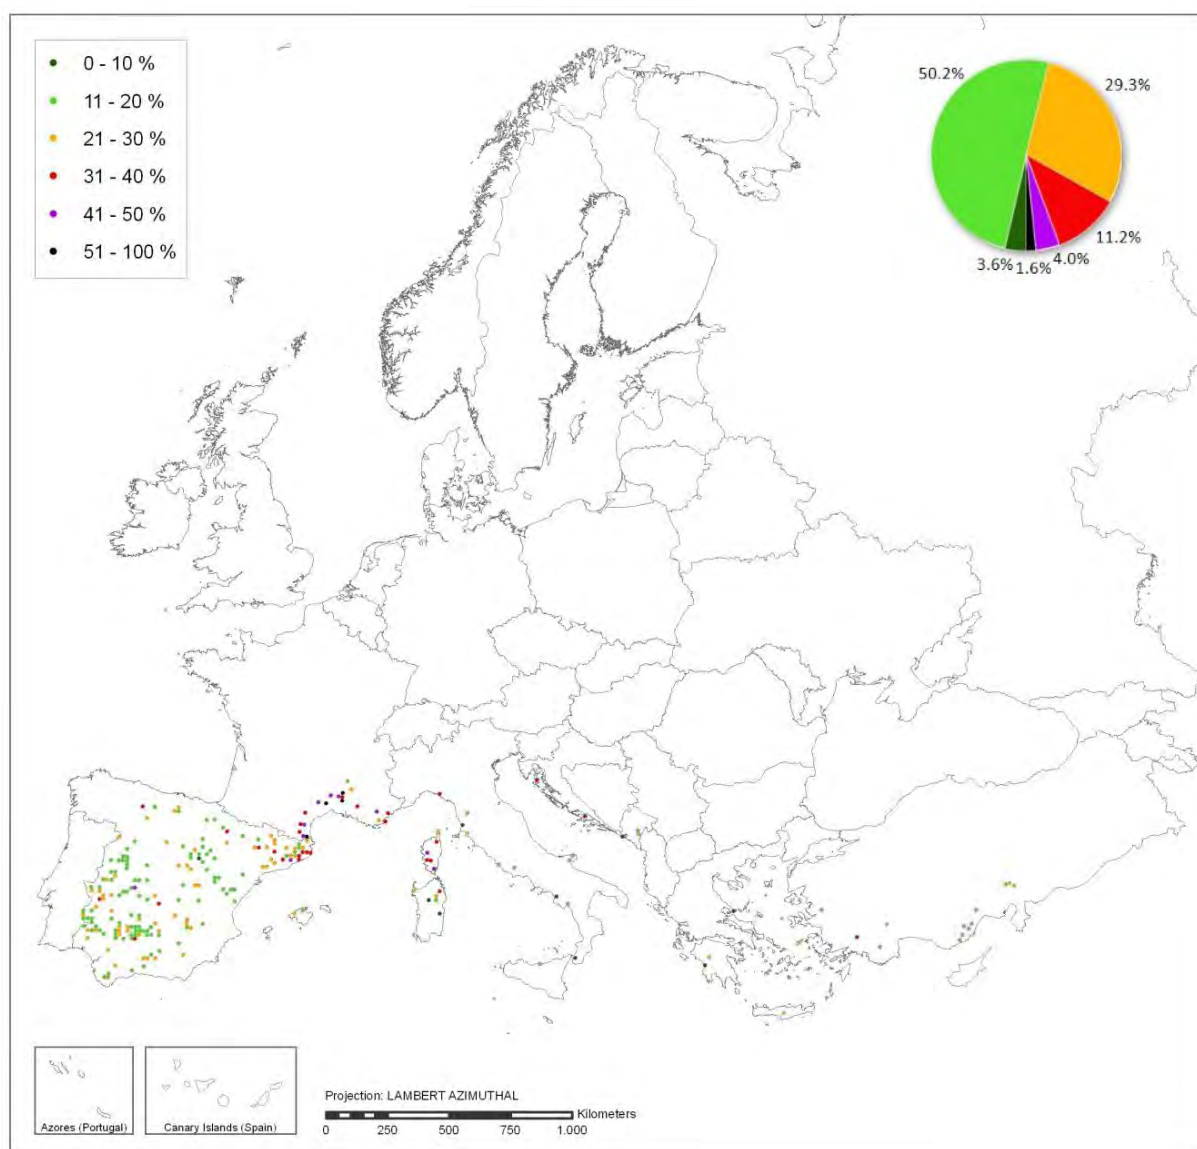 0 - 10 %
11 - 20 %
21 - 30 %
31 - 40 %
41 - 50 %
51 - 100 %
50.2%
29.3%
11.2%
4.0%
1.6%
3.6%
Projection: LAMBERT AZIMUTHAL
Kilometers
0 250 500 750 1.000
Azores (Portugal)
Canary Islands (Spain)